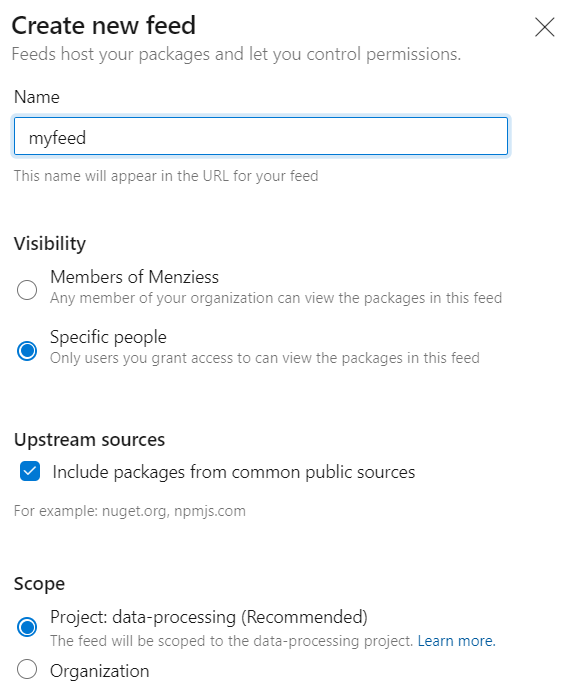 Create new feed
Feeds host your packages and let you control permissions.
Name
myfeed
This name will appear in the URL for your feed
Visibility
Members of Menziess
Any member of your organization can view the packages in this feed
Specific people
Only users you grant access to can view the packages in this feed
Upstream sources
Include packages from common public sources
For example: nuget.org, npmjs.com
Scope
Project: data-processing (Recommended)
The feed will be scoped to the data-processing project. Learn more.
Organization